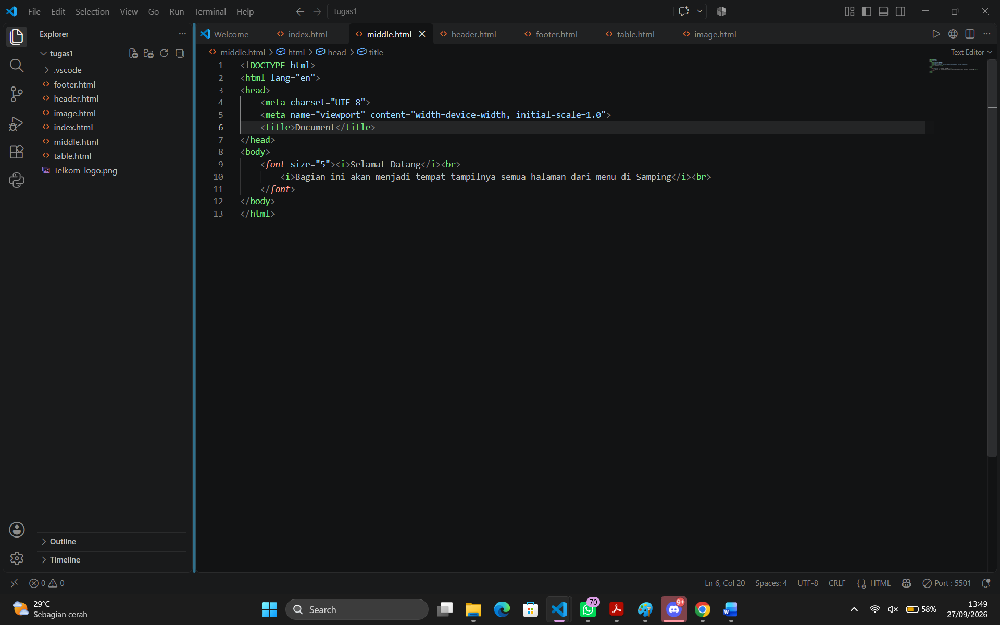 File Edit Selection View Go Run Terminal Help
tugas1
Explorer
Welcome index.html middle.html header.html footer.html table.html image.html
tugas1
middle.html > html > head > title
Text Editor
.vscode
footer.html
header.html
image.html
index.html
middle.html
table.html
Telkom_logo.png
1 <!DOCTYPE html>
2 <html lang="en">
3 <head>
4     <meta charset="UTF-8">
5     <meta name="viewport" content="width=device-width, initial-scale=1.0">
6     <title>Document</title>
7 </head>
8 <body>
9     <font size="5"><i>Selamat Datang</i><br>
10         <i>Bagian ini akan menjadi tempat tampilnya semua halaman dari menu di Samping</i><br>
11     </font>
12 </body>
13 </html>
Outline
Timeline
0 0
Ln 6, Col 20 Spaces: 4 UTF-8 CRLF HTML Port : 5501
29°C
Sebagian cerah
Search
70
9+
58%
13:49
27/09/2026